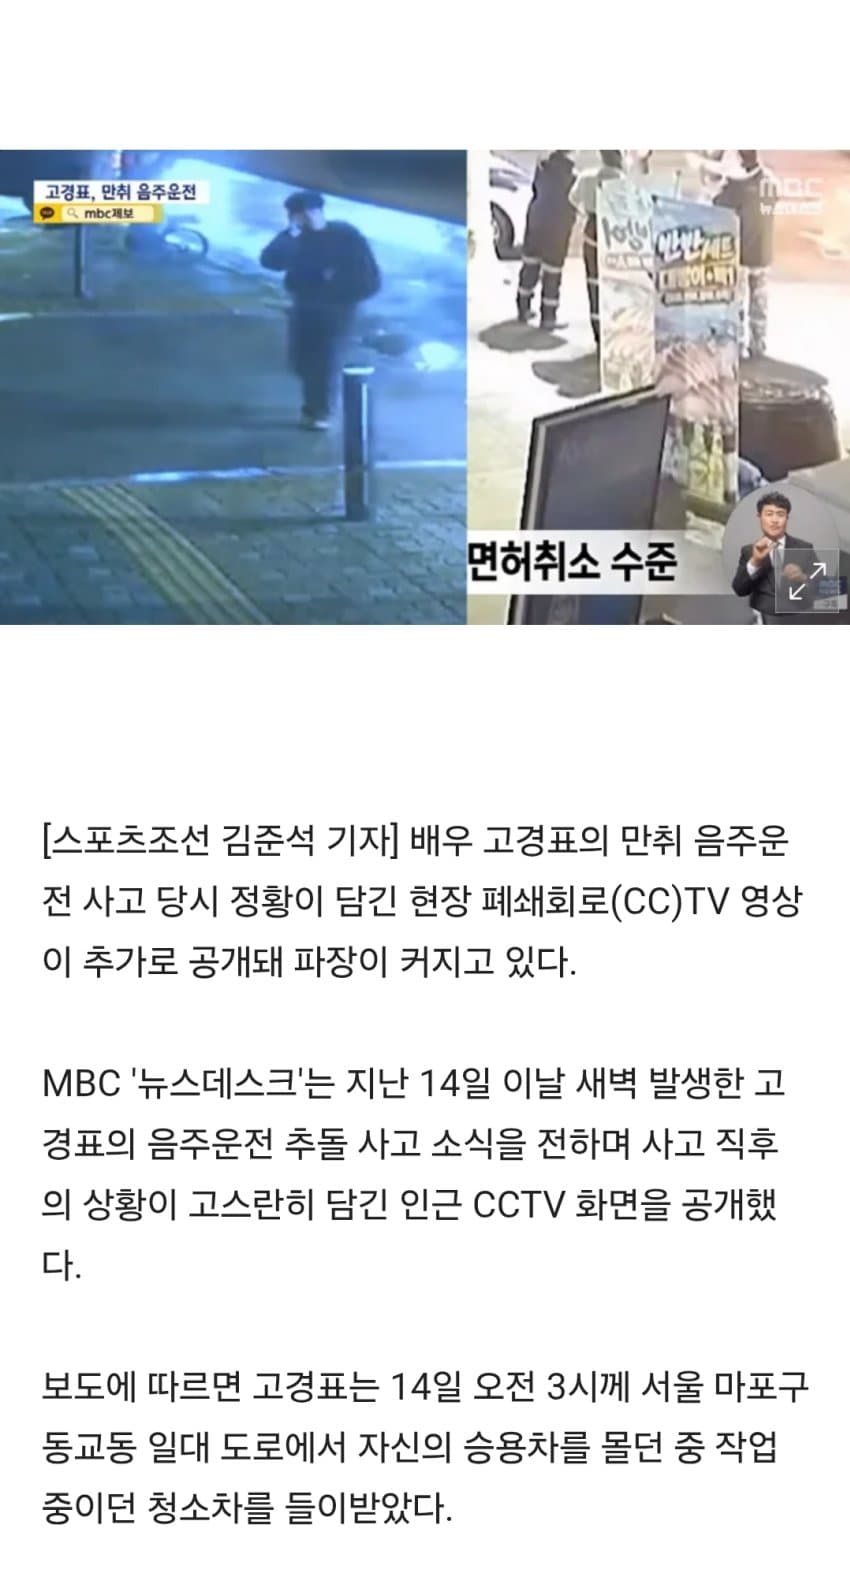 고경표, 만취 음주운전
mbc제보
MBC
뉴스데스크
반반세트
면허취소 수준
[스포츠조선 김준석 기자] 배우 고경표의 만취 음주운
전 사고 당시 정황이 담긴 현장 폐쇄회로(CC)TV 영상
이 추가로 공개돼 파장이 커지고 있다.
MBC '뉴스데스크'는 지난 14일 이날 새벽 발생한 고
경표의 음주운전 추돌 사고 소식을 전하며 사고 직후
의 상황이 고스란히 담긴 인근 CCTV 화면을 공개했
다.
보도에 따르면 고경표는 14일 오전 3시께 서울 마포구
동교동 일대 도로에서 자신의 승용차를 몰던 중 작업
중이던 청소차를 들이받았다.